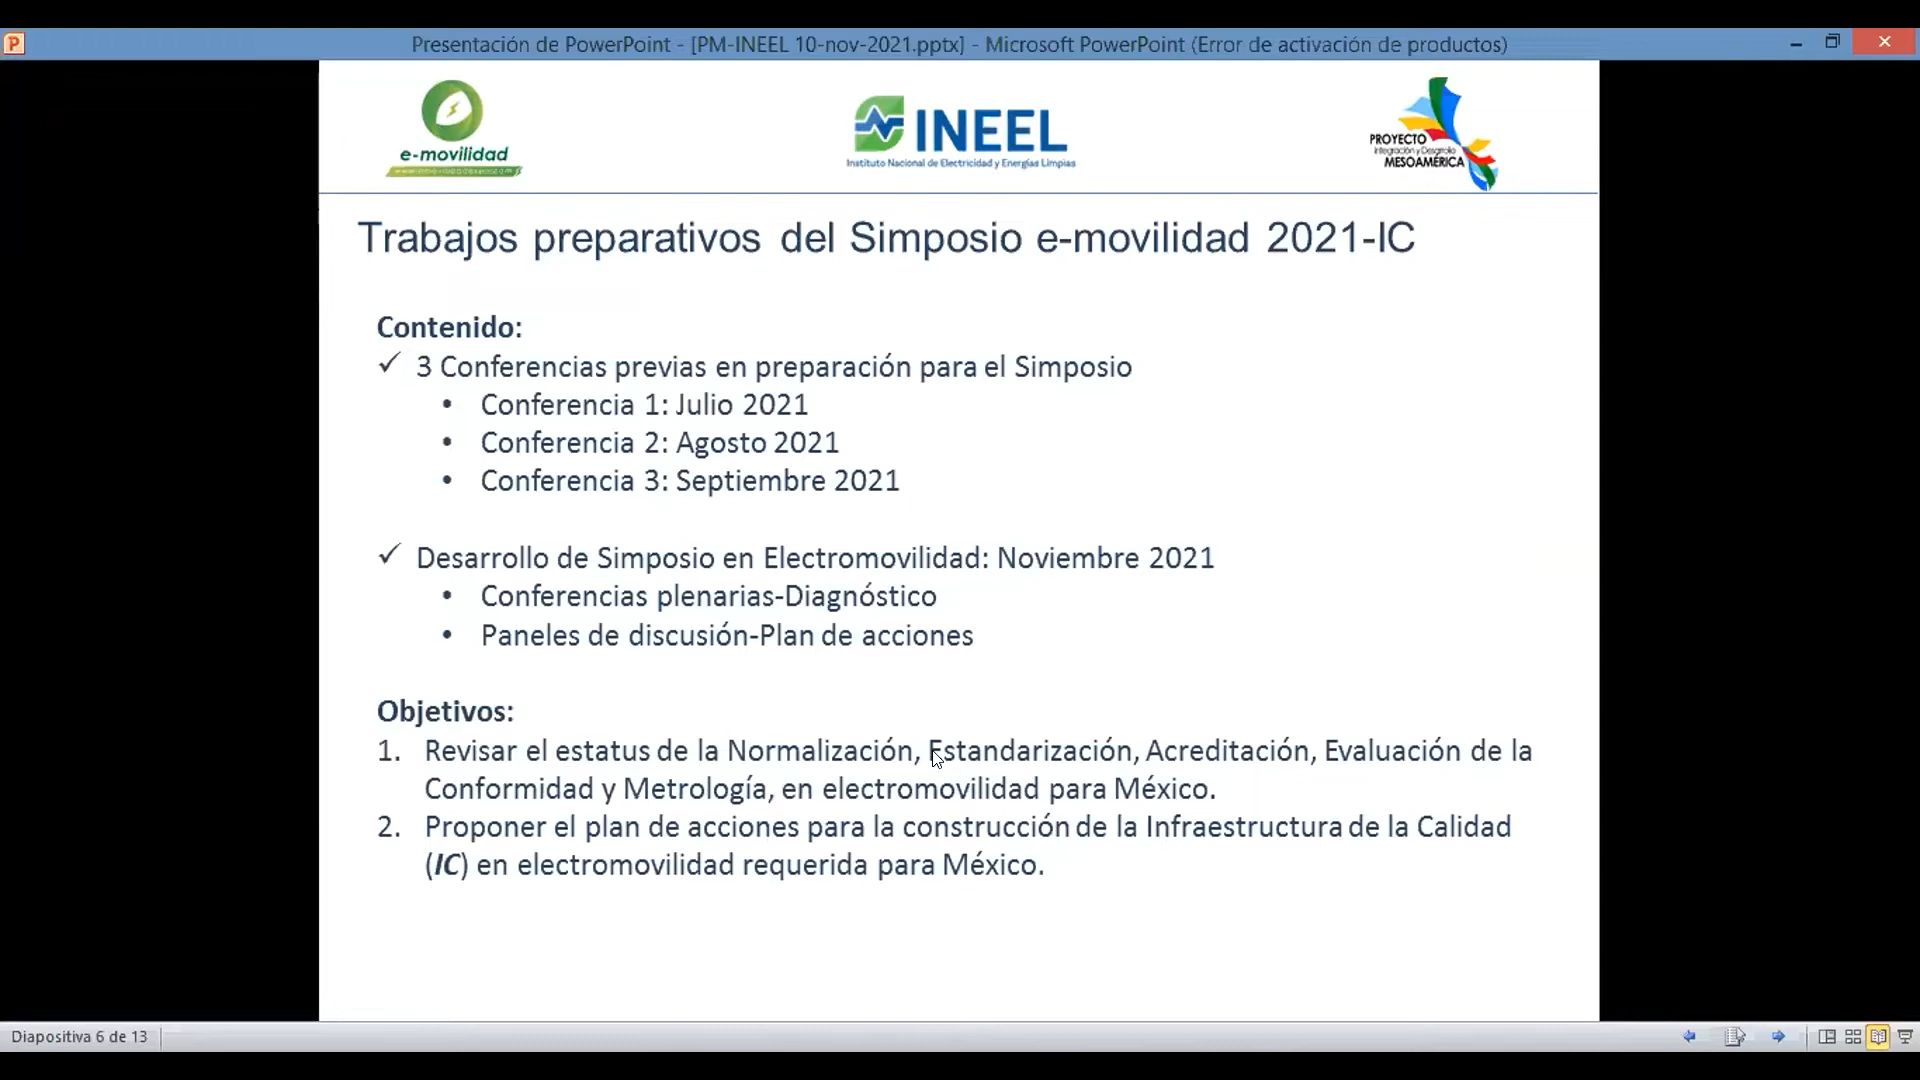 Presentación de PowerPoint - [PM-INEEL 10-nov-2021.pptx] - Microsoft PowerPoint (Error de activación de productos)
e-movilidad
INEEL
Instituto Nacional de Electricidad y Energías Limpias
PROYECTO
Integración y Desarrollo
MESOAMÉRICA
Trabajos preparativos del Simposio e-movilidad 2021-IC
Contenido:
✓ 3 Conferencias previas en preparación para el Simposio
• Conferencia 1: Julio 2021
• Conferencia 2: Agosto 2021
• Conferencia 3: Septiembre 2021
✓ Desarrollo de Simposio en Electromovilidad: Noviembre 2021
• Conferencias plenarias-Diagnóstico
• Paneles de discusión-Plan de acciones
Objetivos:
1. Revisar el estatus de la Normalización, Estandarización, Acreditación, Evaluación de la
Conformidad y Metrología, en electromovilidad para México.
2. Proponer el plan de acciones para la construcción de la Infraestructura de la Calidad
(IC) en electromovilidad requerida para México.
Diapositiva 6 de 13